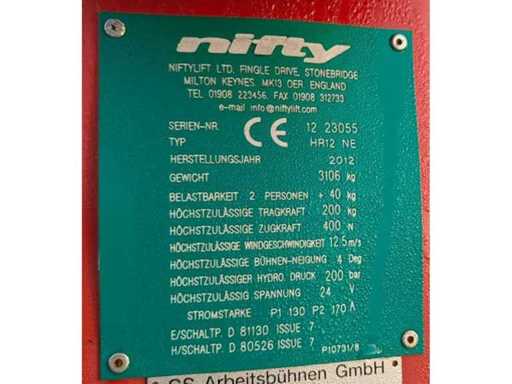 nifty
NIFTYLIFT LTD, FINGLE DRIVE, STONEBRIDGE
MILTON KEYNES, MK13 OER, ENGLAND
TEL 01908 223456, FAX 01908 312733
e-mail info@niftylift.com
SERIEN-NR. CE 12 23055
TYP HR12 NE
HERSTELLUNGSJAHR 2012
GEWICHT 3106 kg
BELASTBARKEIT 2 PERSONEN + 40 kg
HÖCHSTZULÄSSIGE TRAGKRAFT 200 kg
HÖCHSTZULÄSSIGE ZUGKRAFT 400 N
HÖCHSTZULÄSSIGE WINDGESCHWINDIGKEIT 12.5 m/s
HÖCHSTZULÄSSIGE BÜHNEN-NEIGUNG 4 Deg
HÖCHSTZULÄSSIGER HYDRO. DRUCK 200 bar
HÖCHSTZULÄSSIG SPANNUNG 24 V
STROMSTARKE P1 130 P2 170 A
E/SCHALTP. D 81130 ISSUE 7
H/SCHALTP. D 80526 ISSUE 7 P10731/8
GS Arbeitsbühnen GmbH